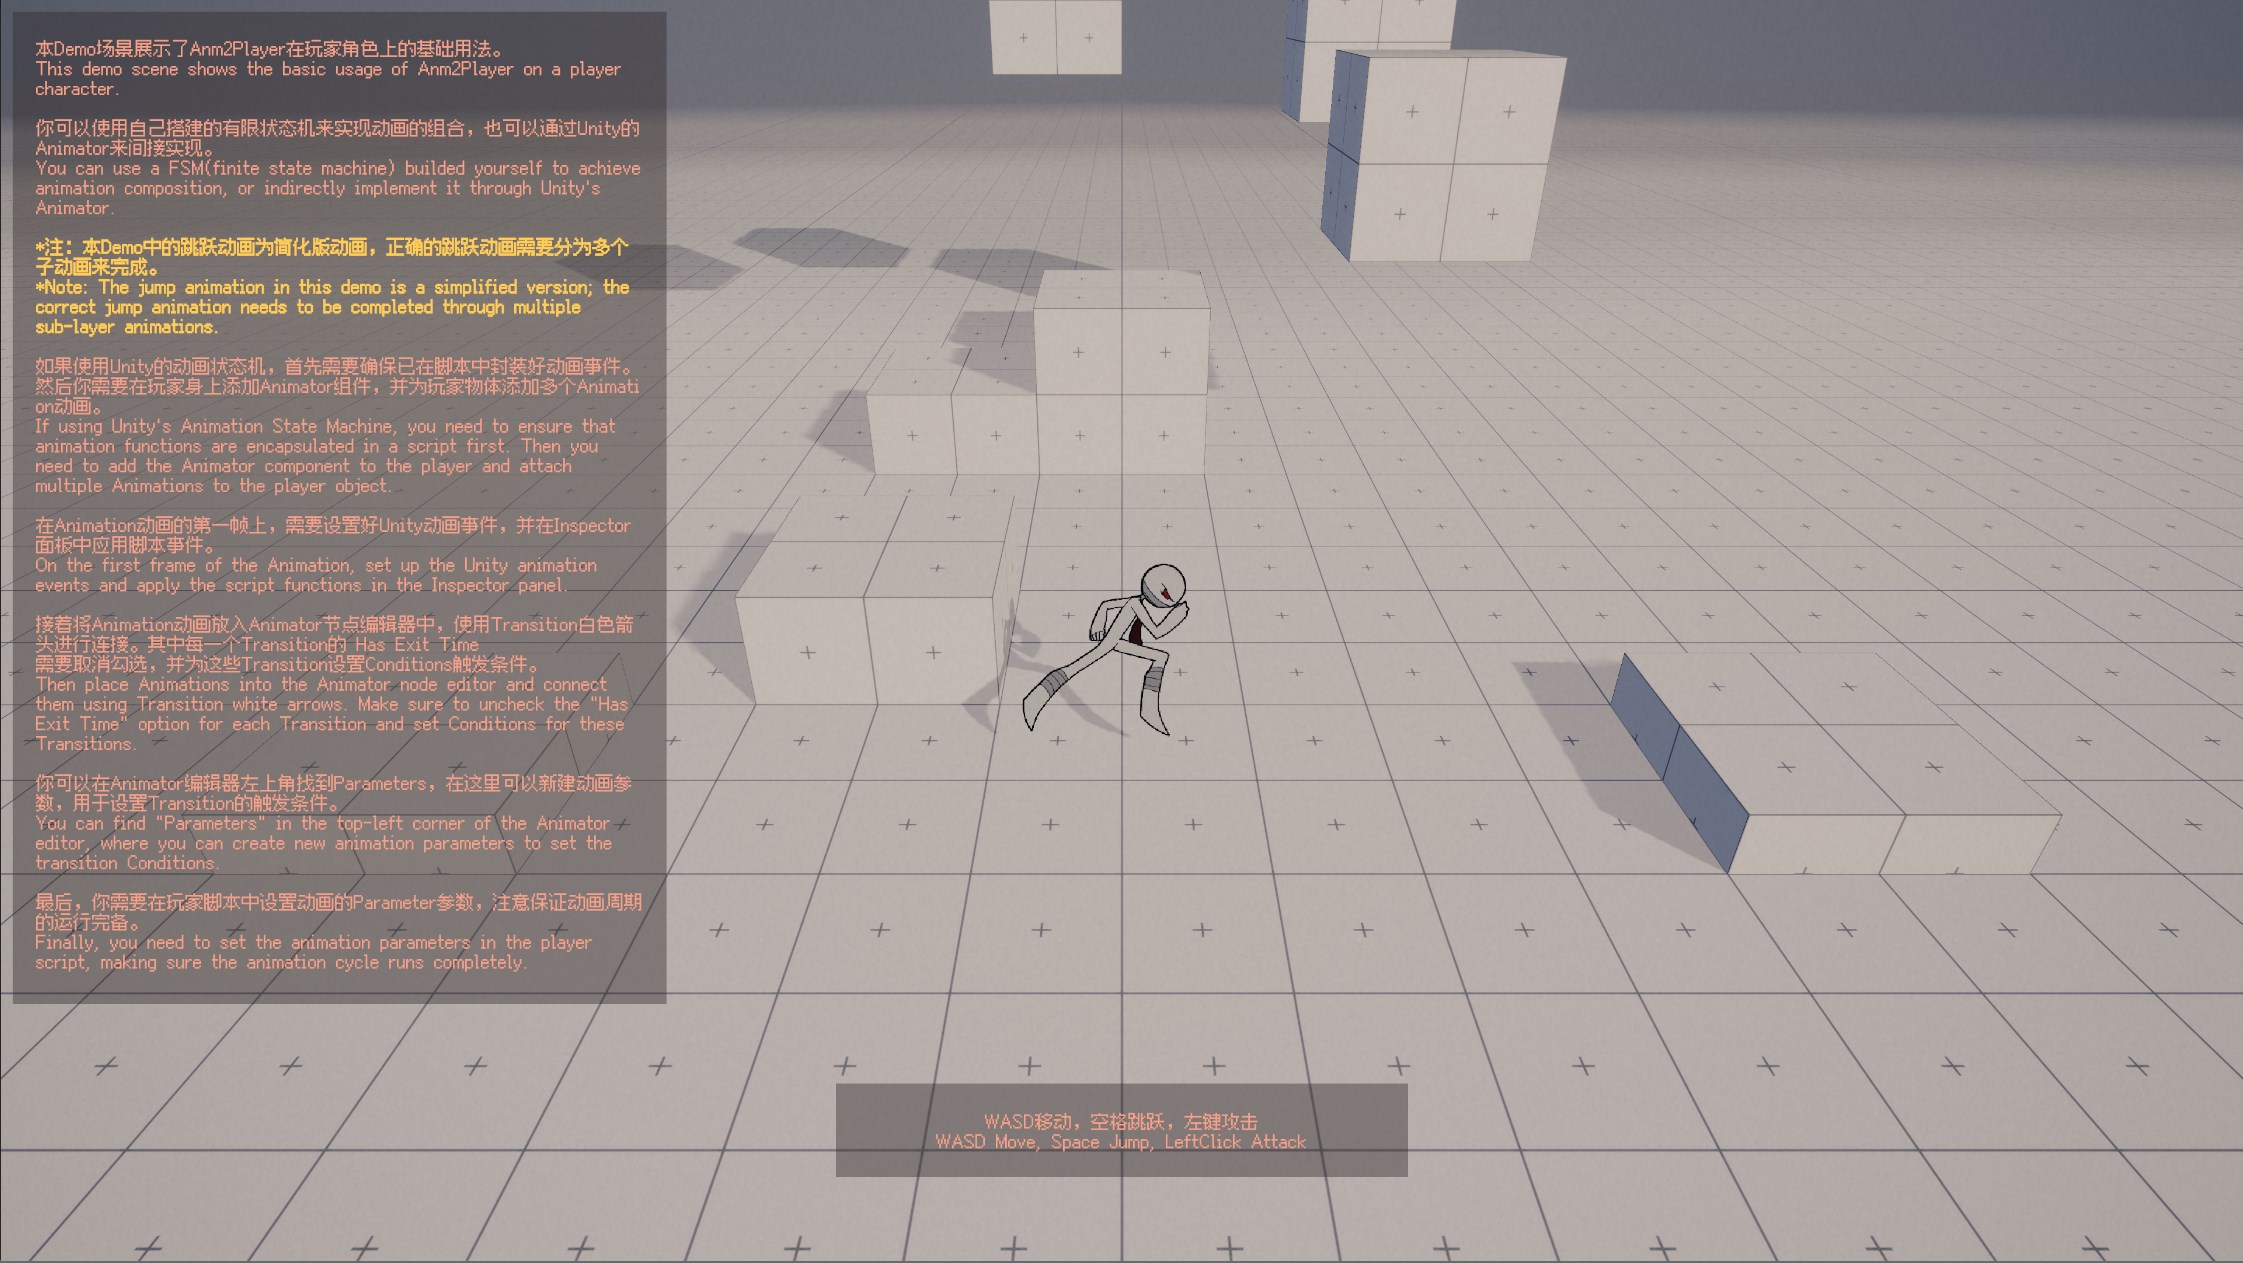 本Demo场景展示了Anm2Player在玩家角色上的基础用法。
This demo scene shows the basic usage of Anm2Player on a player
character.
你可以使用自己搭建的有限状态机来实现动画的组合，也可以通过Unity的
Animator来间接实现。
You can use a FSM(finite state machine) builded yourself to achieve
animation composition, or indirectly implement it through Unity's
Animator.
*注：本Demo中的跳跃动画为简化版动画，正确的跳跃动画需要分为多个
子动画来完成。
*Note: The jump animation in this demo is a simplified version; the
correct jump animation needs to be completed through multiple
sub-layer animations.
如果使用Unity的动画状态机，首先需要确保已在脚本中封装好动画事件。
然后你需要在玩家身上添加Animator组件，并为玩家物体添加多个Animati
on动画。
If using Unity's Animation State Machine, you need to ensure that
animation functions are encapsulated in a script first. Then you
need to add the Animator component to the player and attach
multiple Animations to the player object.
在Animation动画的第一帧上，需要设置好Unity动画事件，并在Inspector
面板中应用脚本事件。
On the first frame of the Animation, set up the Unity animation
events and apply the script functions in the Inspector panel.
接着将Animation动画放入Animator节点编辑器中，使用Transition白色箭
头进行连接。其中每一个Transition的 Has Exit Time
需要取消勾选，并为这些Transition设置Conditions触发条件。
Then place Animations into the Animator node editor and connect
them using Transition white arrows. Make sure to uncheck the "Has
Exit Time" option for each Transition and set Conditions for these
Transitions.
你可以在Animator编辑器左上角找到Parameters，在这里可以新建动画参
数，用于设置Transition的触发条件。
You can find "Parameters" in the top-left corner of the Animator
editor, where you can create new animation parameters to set the
transition Conditions.
最后，你需要在玩家脚本中设置动画的Parameter参数，注意保证动画周期
的运行完备。
Finally, you need to set the animation parameters in the player
script, making sure the animation cycle runs completely.
WASD移动，空格跳跃，左键攻击
WASD Move, Space Jump, LeftClick Attack